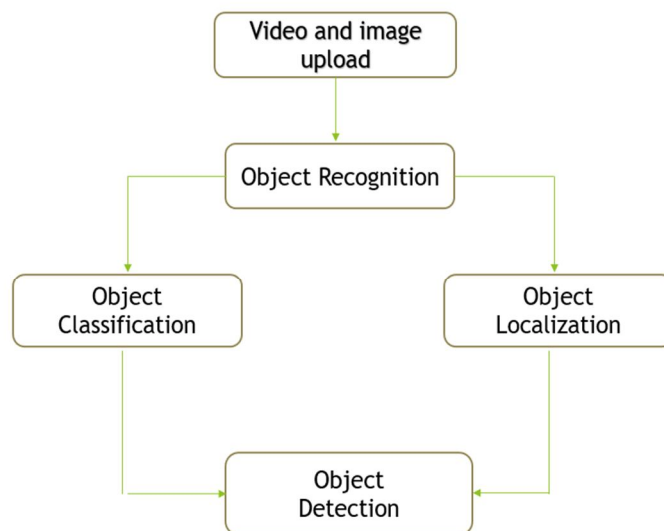 Video and image
upload
Object Recognition
Object
Classification
Object
Localization
Object
Detection